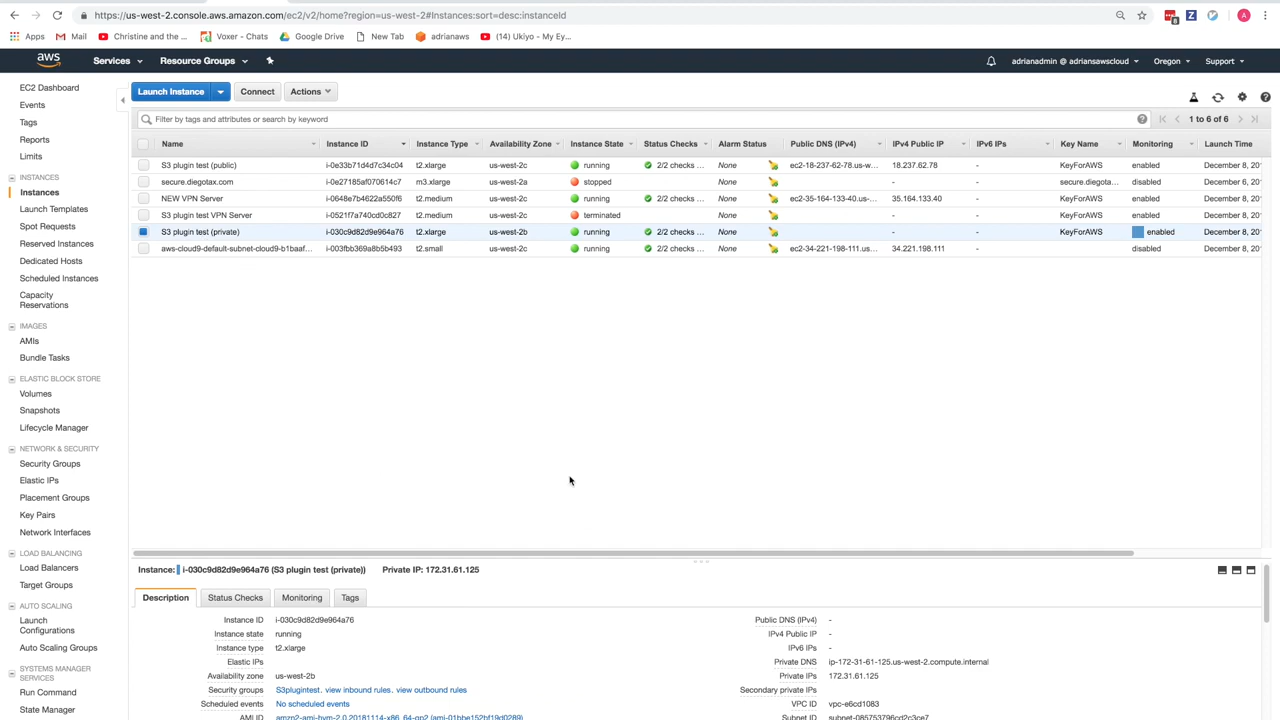 https://us-west-2.console.aws.amazon.com/ec2/v2/home?region=us-west-2#Instances:sort=desc:instanceId
Apps Mail Christine and the ... Voxer - Chats Google Drive New Tab adrianaws (14) Ukiyo - My Ey...
aws Services Resource Groups adrianadmin @ adriansawscloud Oregon Support
EC2 Dashboard
Events
Tags
Reports
Limits
INSTANCES
Instances
Launch Templates
Spot Requests
Reserved Instances
Dedicated Hosts
Scheduled Instances
Capacity
Reservations
IMAGES
AMIs
Bundle Tasks
ELASTIC BLOCK STORE
Volumes
Snapshots
Lifecycle Manager
NETWORK & SECURITY
Security Groups
Elastic IPs
Placement Groups
Key Pairs
Network Interfaces
LOAD BALANCING
Load Balancers
Target Groups
AUTO SCALING
Launch
Configurations
Auto Scaling Groups
SYSTEMS MANAGER
SERVICES
Run Command
State Manager
Launch Instance Connect Actions
Filter by tags and attributes or search by keyword 1 to 6 of 6
Name Instance ID Instance Type Availability Zone Instance State Status Checks Alarm Status Public DNS (IPv4) IPv4 Public IP IPv6 IPs Key Name Monitoring Launch Time
S3 plugin test (public) i-0e33b71d4d7c34c04 t2.xlarge us-west-2c running 2/2 checks ... None ec2-18-237-62-78.us-w... 18.237.62.78 - KeyForAWS enabled December 8, 20
secure.diegotax.com i-0e27185af070614c7 m3.xlarge us-west-2a stopped None - - secure.diegota... disabled December 6, 20
NEW VPN Server i-0648e7b4622a550f6 t2.medium us-west-2c running 2/2 checks ... None ec2-35-164-133-40.us-... 35.164.133.40 - KeyForAWS enabled December 8, 20
S3 plugin test VPN Server i-0521f7a740cd0c827 t2.medium us-west-2c terminated None - - KeyForAWS enabled December 8, 20
S3 plugin test (private) i-030c9d82d9e964a76 t2.xlarge us-west-2b running 2/2 checks ... None - - KeyForAWS enabled December 8, 20
aws-cloud9-default-subnet-cloud9-b1baaf... i-003fbb369a8b5b493 t2.small us-west-2c running 2/2 checks ... None ec2-34-221-198-111.us... 34.221.198.111 - disabled December 8, 20
Instance: i-030c9d82d9e964a76 (S3 plugin test (private)) Private IP: 172.31.61.125
Description Status Checks Monitoring Tags
Instance ID i-030c9d82d9e964a76 Public DNS (IPv4) -
Instance state running IPv4 Public IP -
Instance type t2.xlarge IPv6 IPs -
Elastic IPs Private DNS ip-172-31-61-125.us-west-2.compute.internal
Availability zone us-west-2b Private IPs 172.31.61.125
Security groups S3plugintest. view inbound rules. view outbound rules Secondary private IPs
Scheduled events No scheduled events VPC ID vpc-e6cd1083
AMI ID amzn2-ami-hvm-2.0.20181114-x86_64-gp2 (ami-01bbe152bf19d0289) Subnet ID subnet-085753796cd2c3ce7